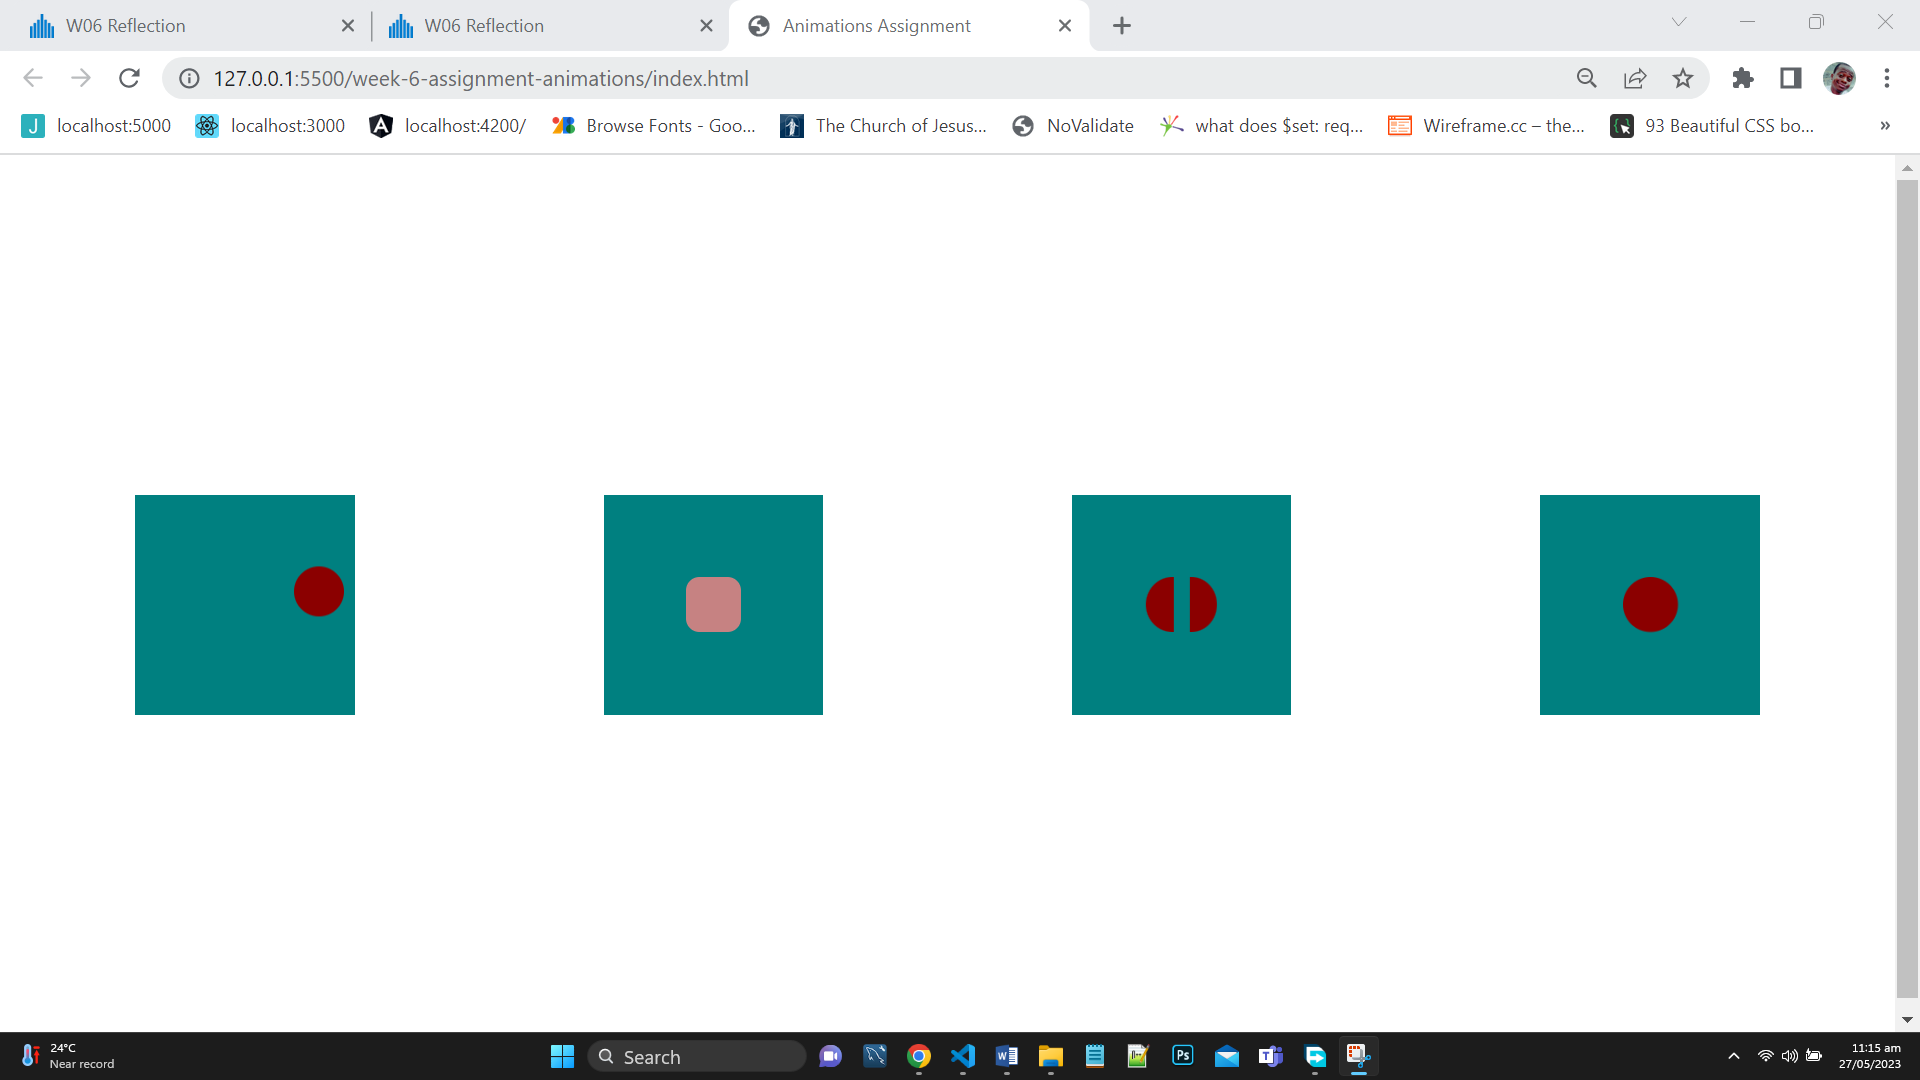 W06 Reflection
W06 Reflection
Animations Assignment
127.0.0.1:5500/week-6-assignment-animations/index.html
J localhost:5000
localhost:3000
localhost:4200/
Browse Fonts - Goo...
The Church of Jesus...
NoValidate
what does $set: req...
Wireframe.cc – the...
93 Beautiful CSS bo...
24°C
Near record
Search
W
Ps
T
11:15 am
27/05/2023